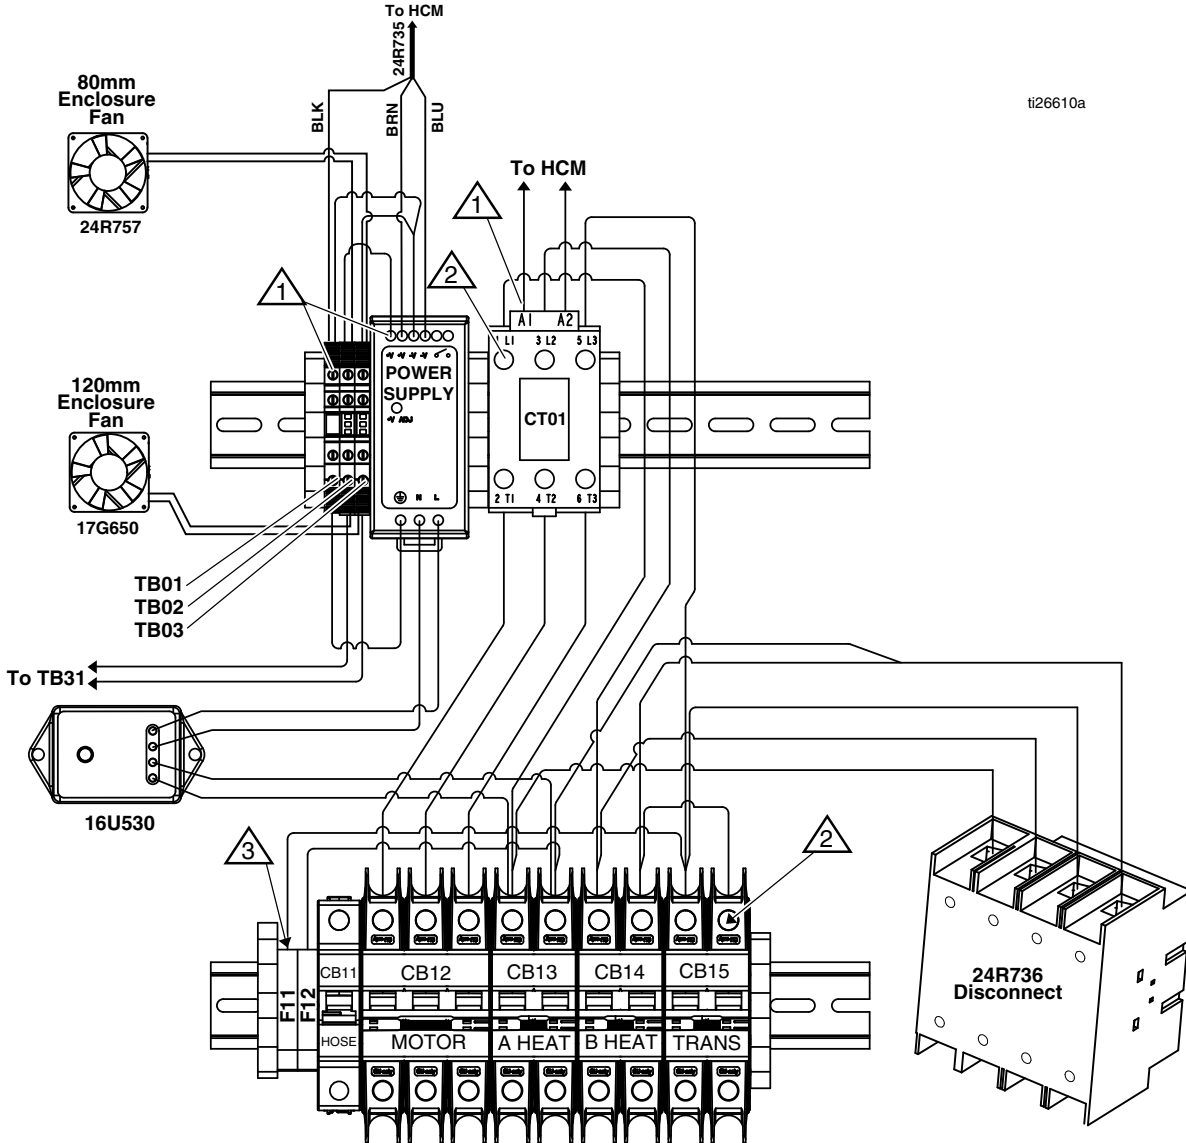 To HCM
24R735
80mm
Enclosure
Fan
24R757
BLK
BRN
BLU
ti26610a
To HCM
1
2
1
A1 A2
1 L1 3 L2 5 L3
+V +V -V -V
POWER
SUPPLY
+V ADJ
N L
CT01
2 T1 4 T2 6 T3
120mm
Enclosure
Fan
17G650
TB01
TB02
TB03
To TB31
16U530
3
2
F11
F12
CB11
CB12
CB13
CB14
CB15
HOSE
MOTOR
A HEAT
B HEAT
TRANS
24R736
Disconnect